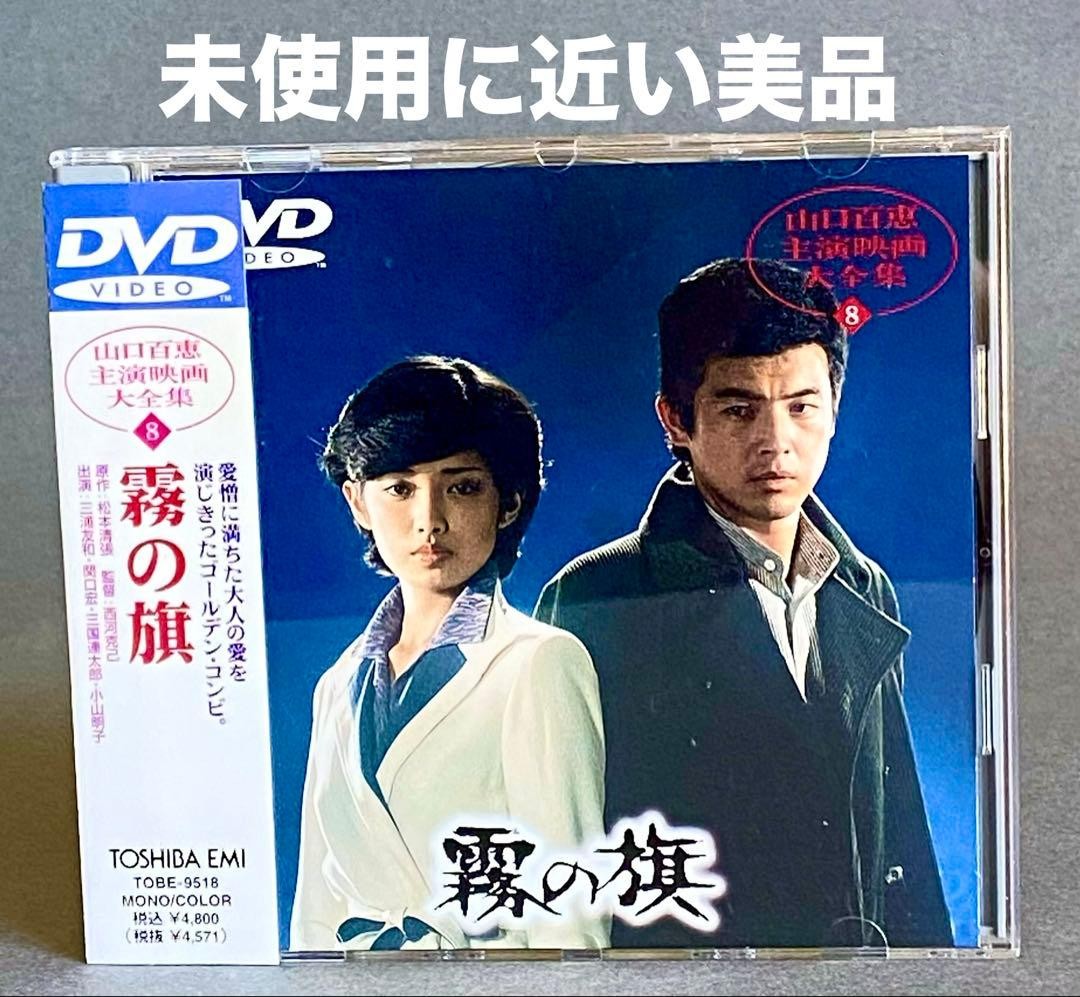 未使用に近い美品
DVD
VIDEO
TM
山口百恵
主演映画
大全集
8
霧の旗
愛憎に満ちた大人の愛を
演じきったゴールデン・コンビ。
原作:松本清張 監督:西河克己
出演:三浦友和・関口宏・三国連太郎・小山明子
TOSHIBA EMI
TOBE-9518
MONO/COLOR
税込 ¥4,800
(税抜 ¥4,571)
VD
DEO
TM
山口百恵
主演映画
大全集
8
霧の旗